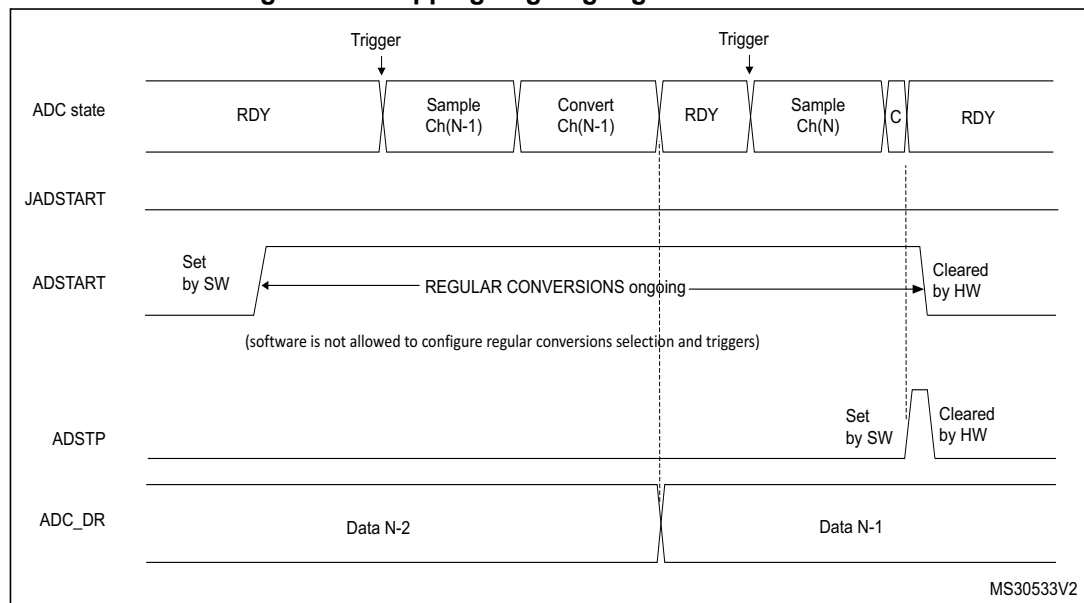 Trigger
Trigger
ADC state
RDY
Sample
Ch(N-1)
Convert
Ch(N-1)
RDY
Sample
Ch(N)
C
RDY
JADSTART
ADSTART
Set
by SW
REGULAR CONVERSIONS ongoing
Cleared
by HW
(software is not allowed to configure regular conversions selection and triggers)
ADSTP
Set
by SW
Cleared
by HW
ADC_DR
Data N-2
Data N-1
MS30533V2